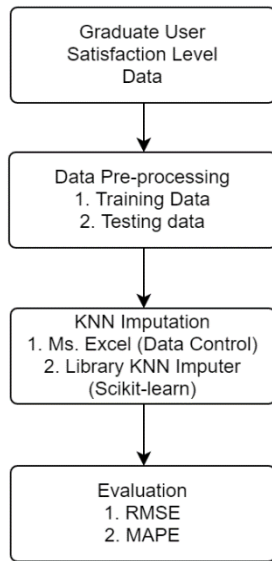 Graduate User
Satisfaction Level
Data
Data Pre-processing
1. Training Data
2. Testing data
KNN Imputation
1. Ms. Excel (Data Control)
2. Library KNN Imputer
(Scikit-learn)
Evaluation
1. RMSE
2. MAPE